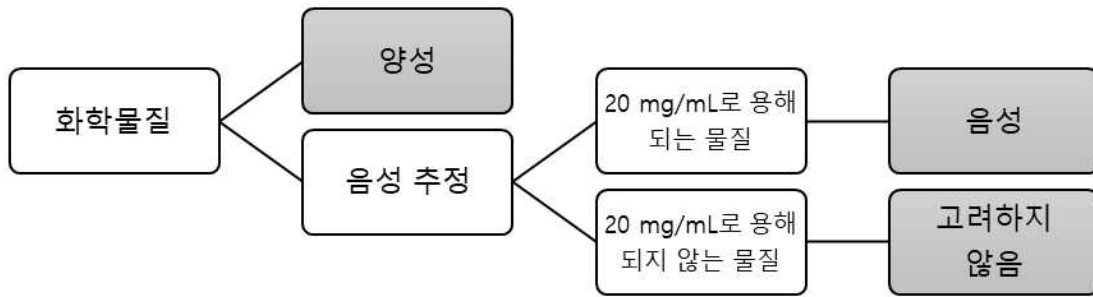 화학물질
양성
음성 추정
20 mg/mL로 용해
되는 물질
음성
20 mg/mL로 용해
되지 않는 물질
고려하지
않음